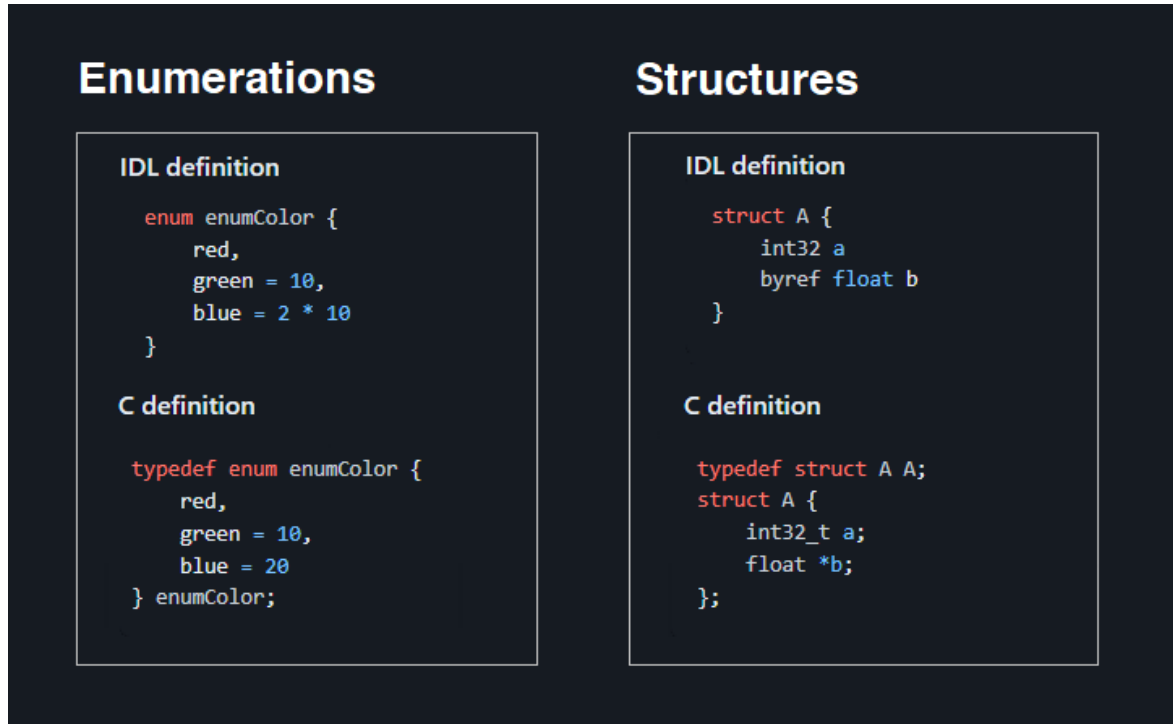 Enumerations
IDL definition
enum enumColor {
red,
green = 10,
blue = 2 * 10
}
C definition
typedef enum enumColor {
red,
green = 10,
blue = 20
} enumColor;
Structures
IDL definition
struct A {
int32 a
byref float b
}
C definition
typedef struct A A;
struct A {
int32_t a;
float *b;
};